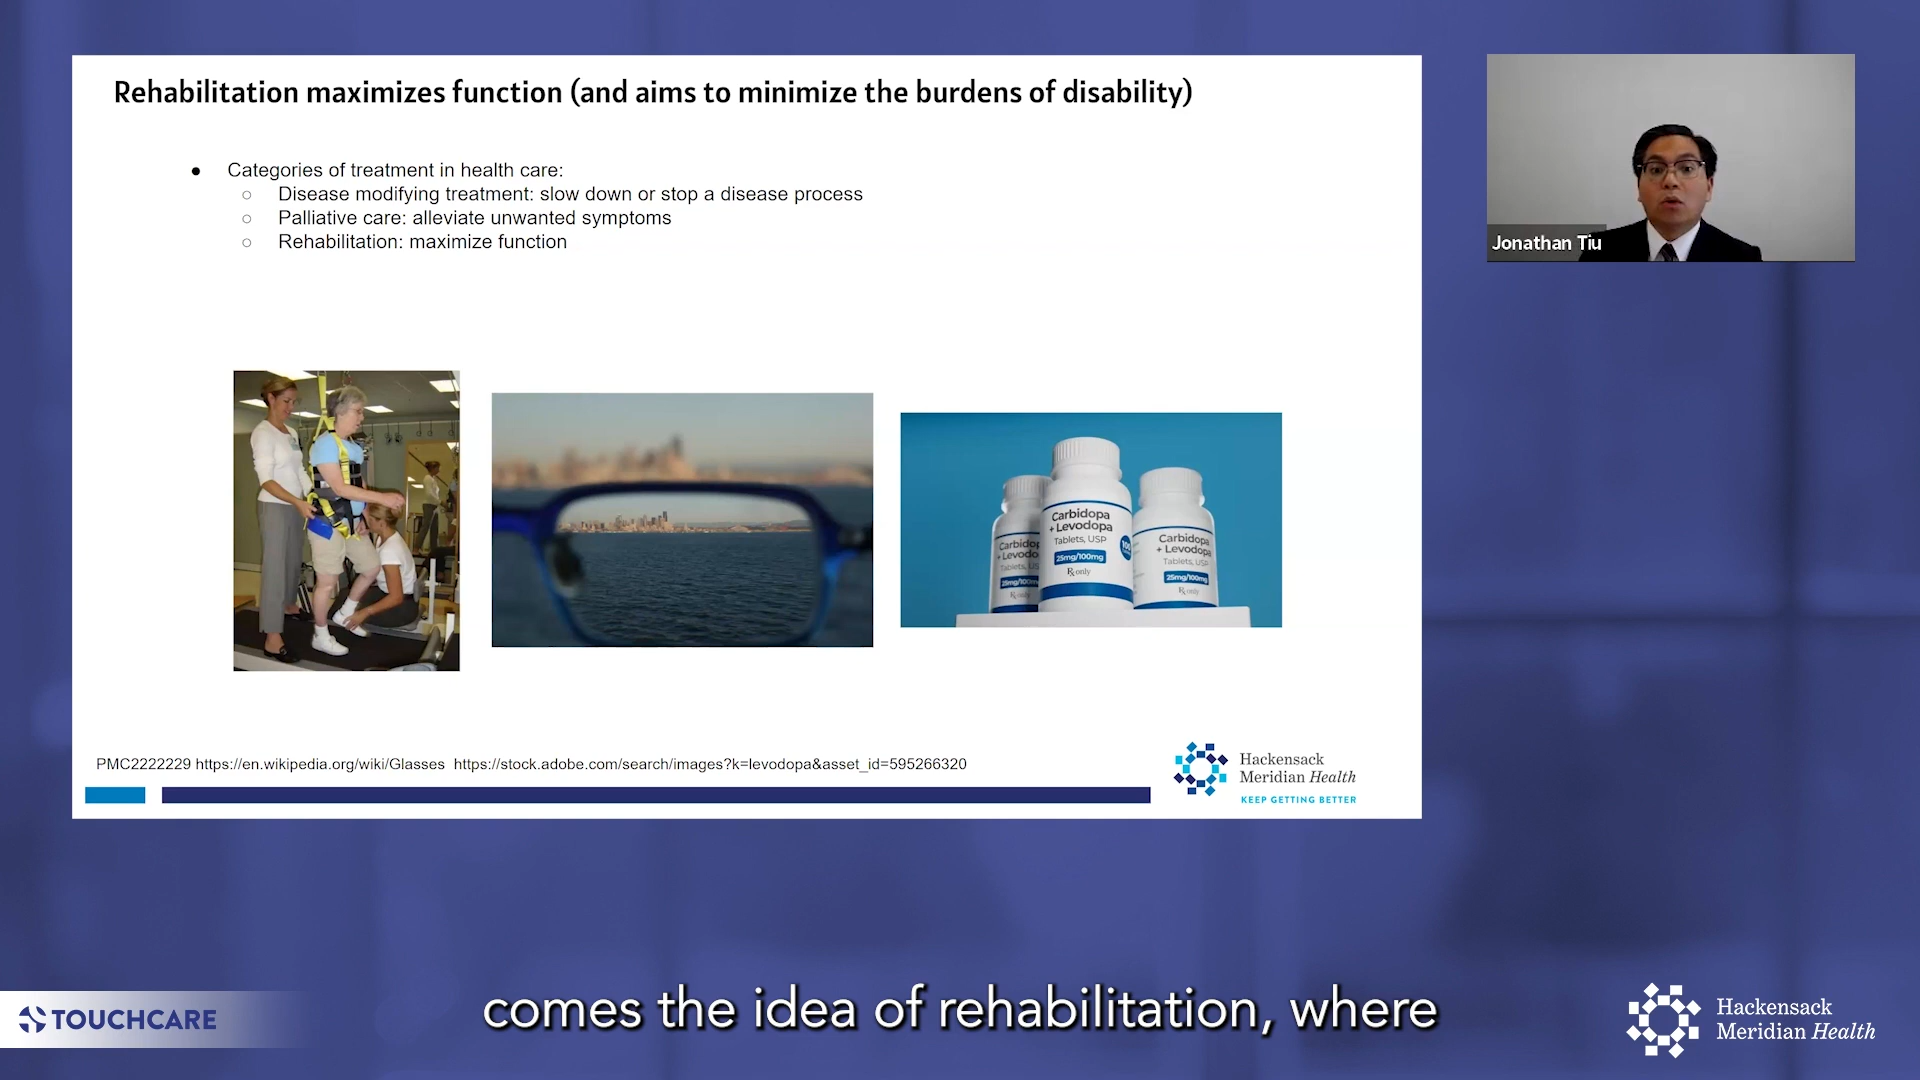 Rehabilitation maximizes function (and aims to minimize the burdens of disability)
● Categories of treatment in health care:
○ Disease modifying treatment: slow down or stop a disease process
○ Palliative care: alleviate unwanted symptoms
○ Rehabilitation: maximize function
Jonathan Tiu
Carbidopa
+ Levodopa
Tablets, USP
25mg/100mg
Rx only
Carbidopa
+ Levodopa
Tablets, USP
25mg/100mg
Rx only
PMC2222229 https://en.wikipedia.org/wiki/Glasses https://stock.adobe.com/search/images?k=levodopa&asset_id=595266320
Hackensack
Meridian Health
KEEP GETTING BETTER
comes the idea of rehabilitation, where
TOUCHCARE
Hackensack
Meridian Health